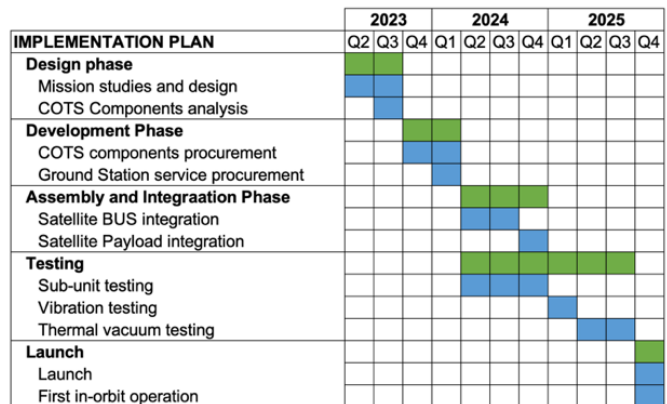 2023 2024 2025
IMPLEMENTATION PLAN Q2 Q3 Q4 Q1 Q2 Q3 Q4 Q1 Q2 Q3 Q4
Design phase
Mission studies and design
COTS Components analysis
Development Phase
COTS components procurement
Ground Station service procurement
Assembly and Integraation Phase
Satellite BUS integration
Satellite Payload integration
Testing
Sub-unit testing
Vibration testing
Thermal vacuum testing
Launch
Launch
First in-orbit operation